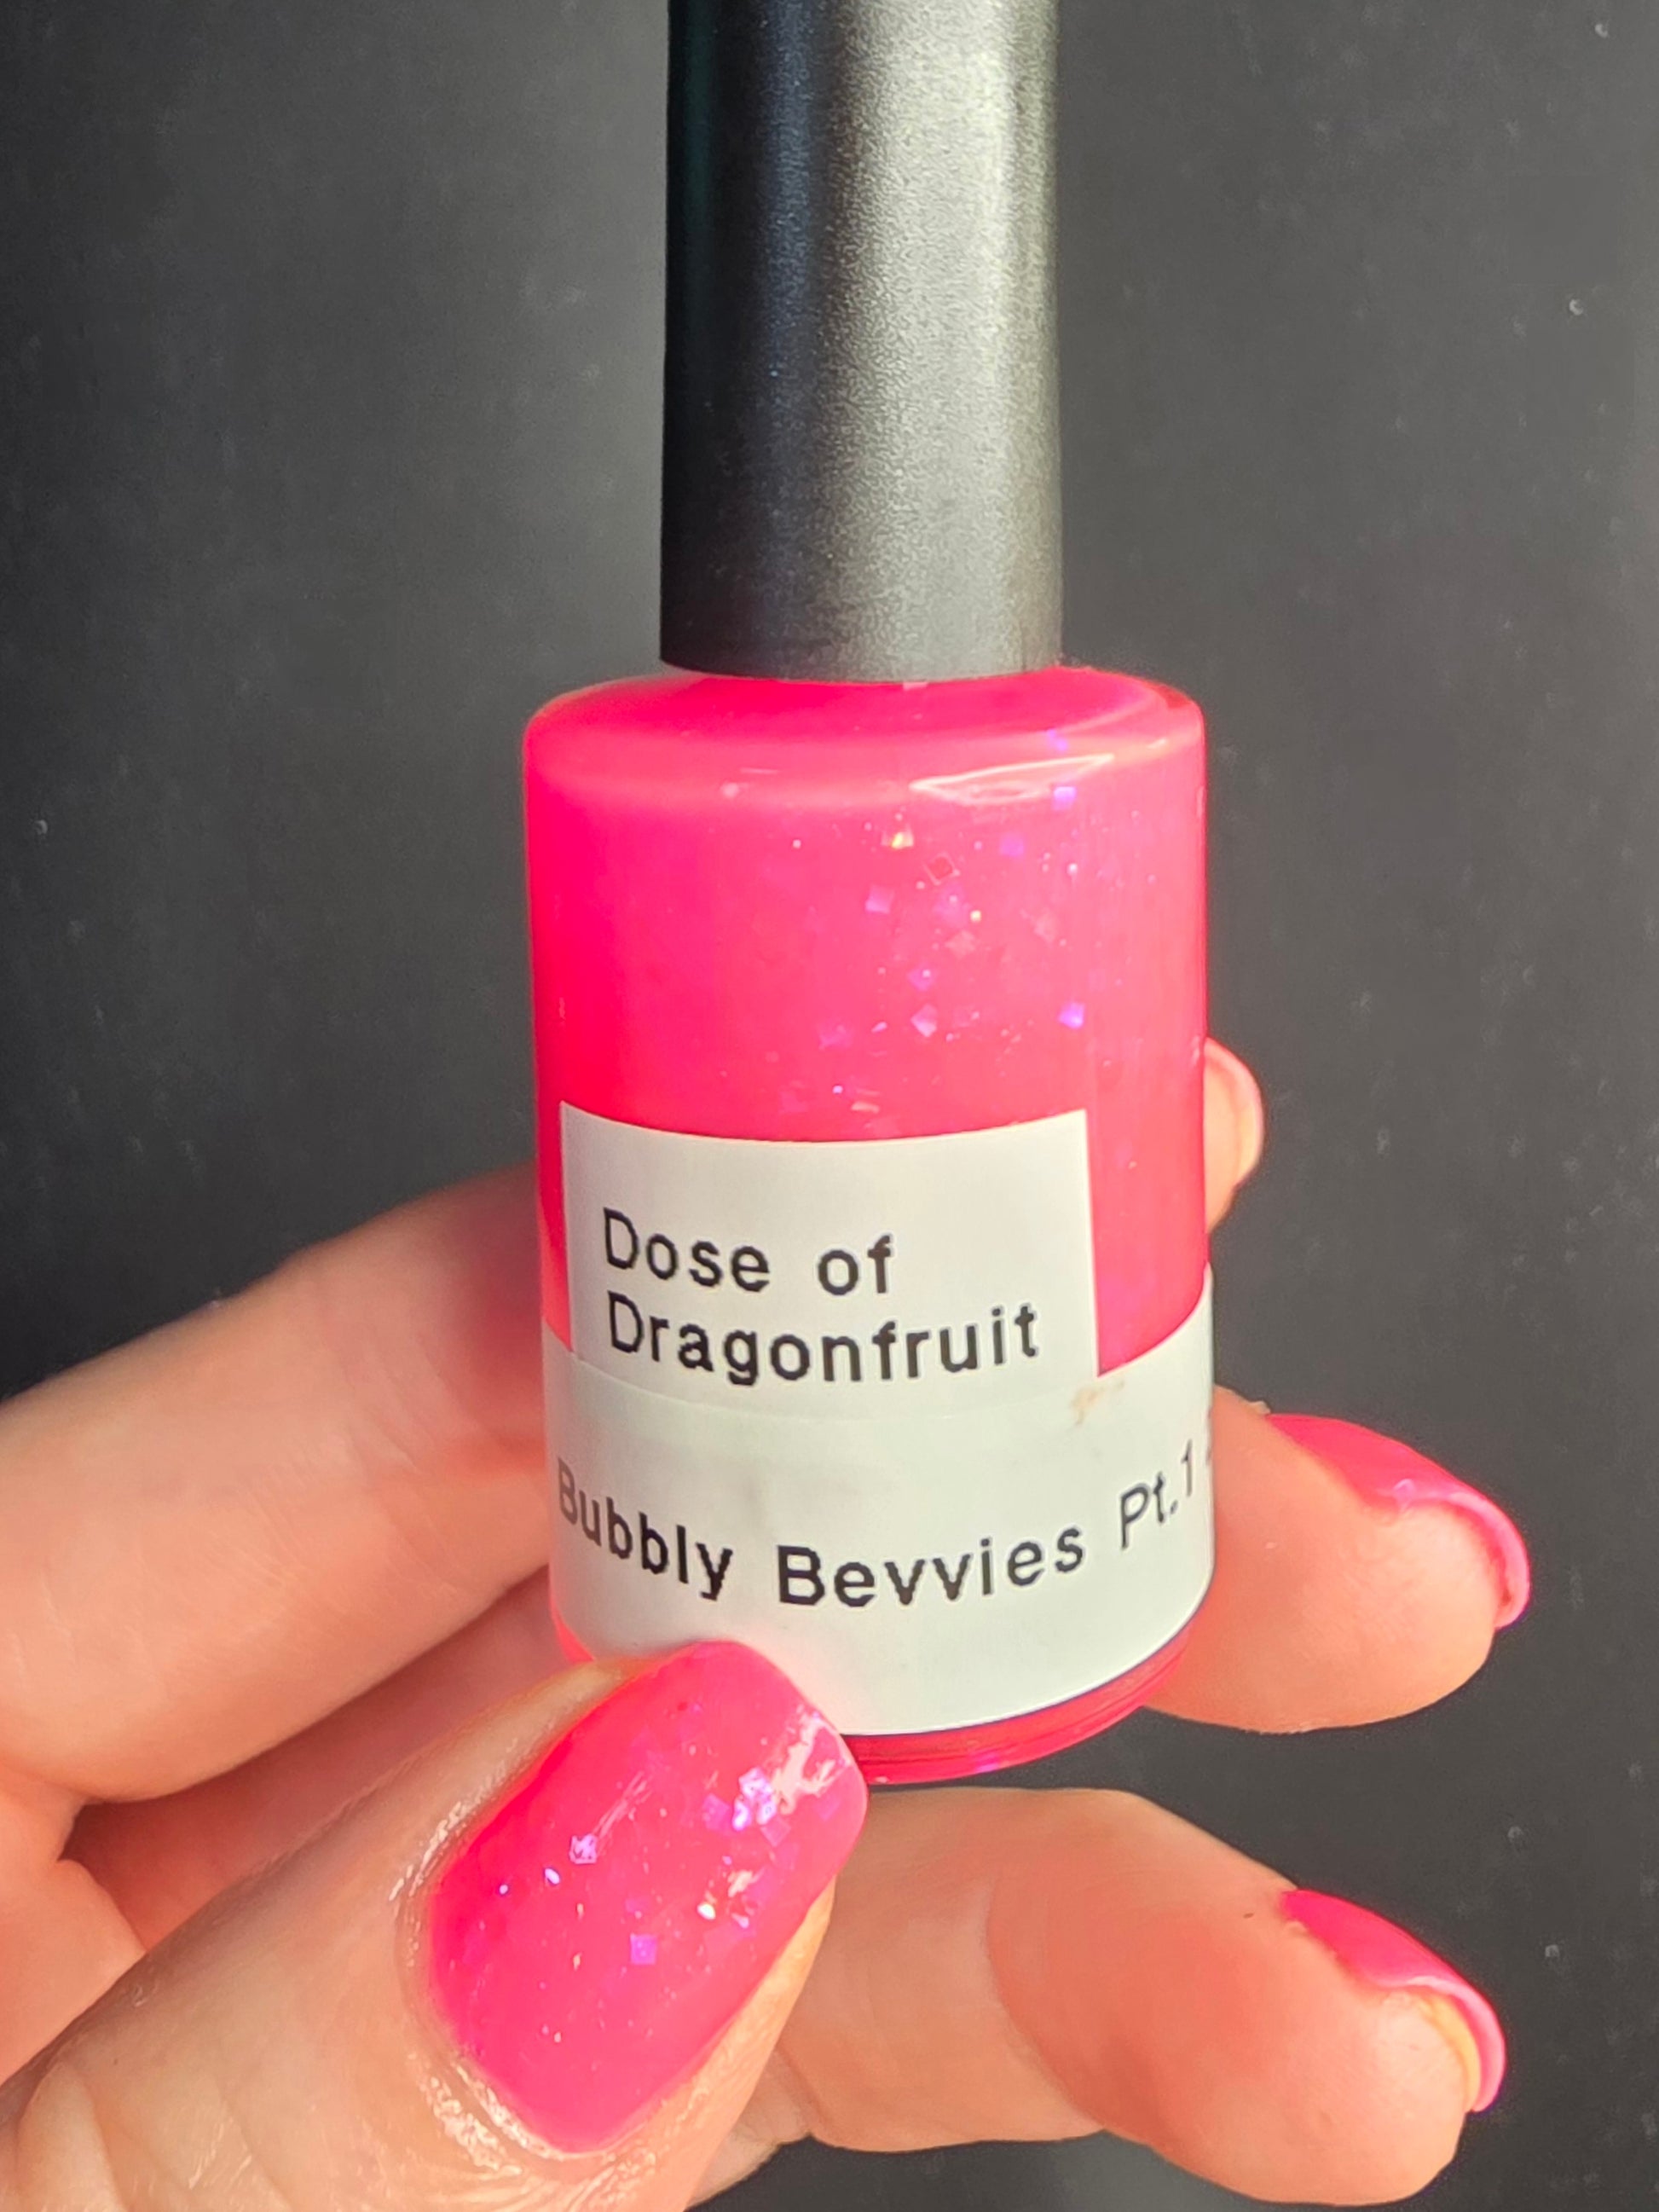 Dose of
Dragonfruit
Bubbly Bevvies Pt.1